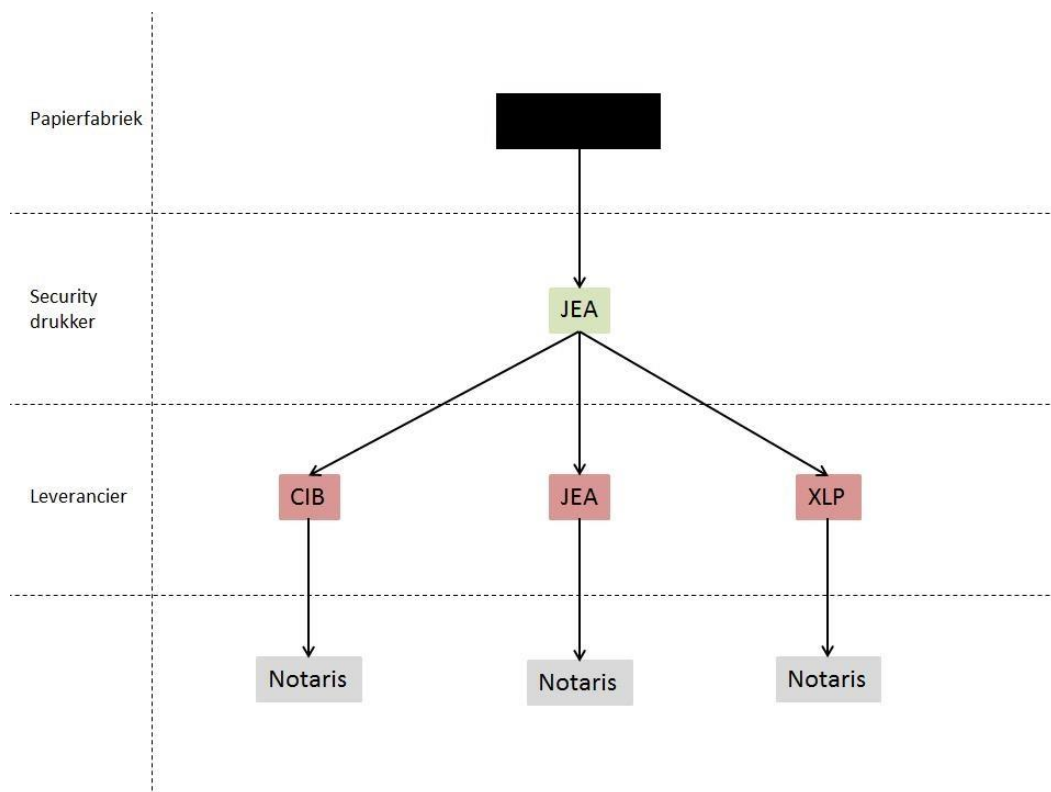 Papierfabriek
Security
drukker
JEA
Leverancier
CIB
JEA
XLP
Notaris
Notaris
Notaris